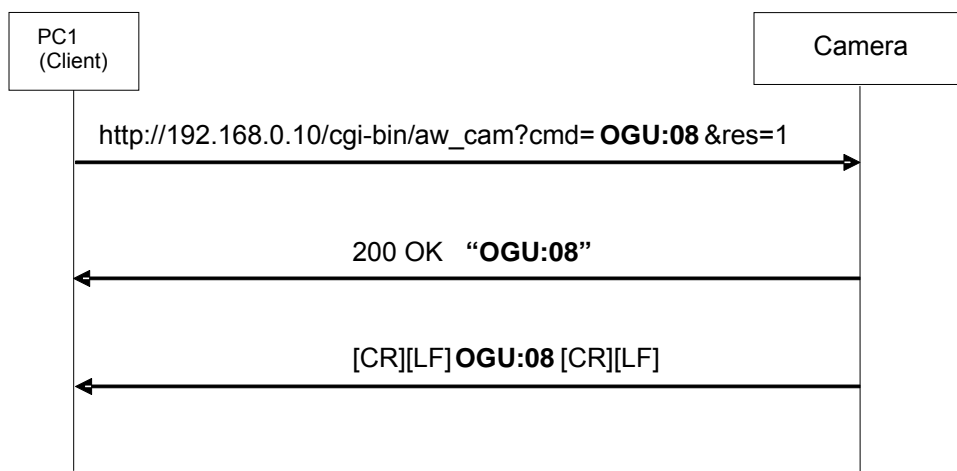 PC1
(Client)
Camera
http://192.168.0.10/cgi-bin/aw_cam?cmd= OGU:08 &res=1
200 OK “OGU:08”
[CR][LF] OGU:08 [CR][LF]